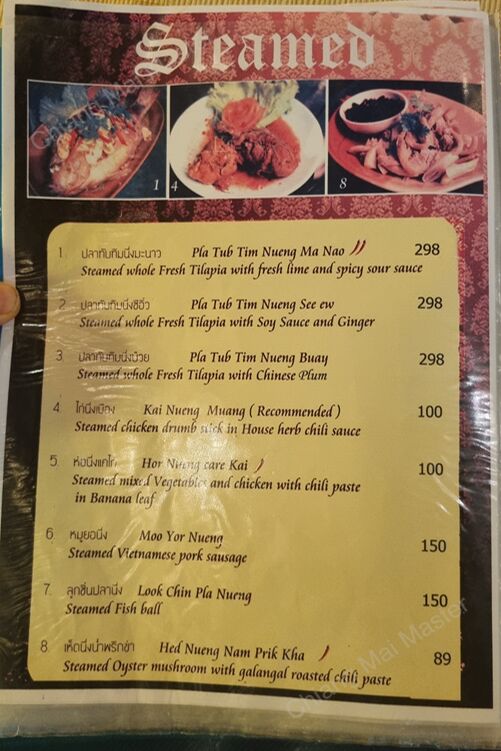 Steamed
1 4 8
1. ปลาทับทิมนึ่งมะนาว Pla Tub Tim Nueng Ma Nao 298
Steamed whole Fresh Tilapia with fresh lime and spicy sour sauce
2. ปลาทับทิมนึ่งซีอิ๊ว Pla Tub Tim Nueng See ew 298
Steamed whole Fresh Tilapia with Soy Sauce and Ginger
3. ปลาทับทิมนึ่งบ๊วย Pla Tub Tim Nueng Buay 298
Steamed whole Fresh Tilapia with Chinese Plum
4. ไก่นึ่งเมือง Kai Nueng Muang ( Recommended ) 100
Steamed chicken drumb stick in House herb chili sauce
5. ห่อนึ่งแคไก่ Hor Nueng care Kai 100
Steamed mixed Vegetables and chicken with chili paste
in Banana leaf
6. หมูยอนึ่ง Moo Yor Nueng 150
Steamed Vietnamese pork sausage
7. ลูกชิ้นปลานึ่ง Look Chin Pla Nueng 150
Steamed Fish ball
8. เห็ดนึ่งน้ำพริกข่า Hed Nueng Nam Prik Kha 89
Steamed Oyster mushroom with galangal roasted chili paste
Chiang Mai Master
Chiang Mai Master